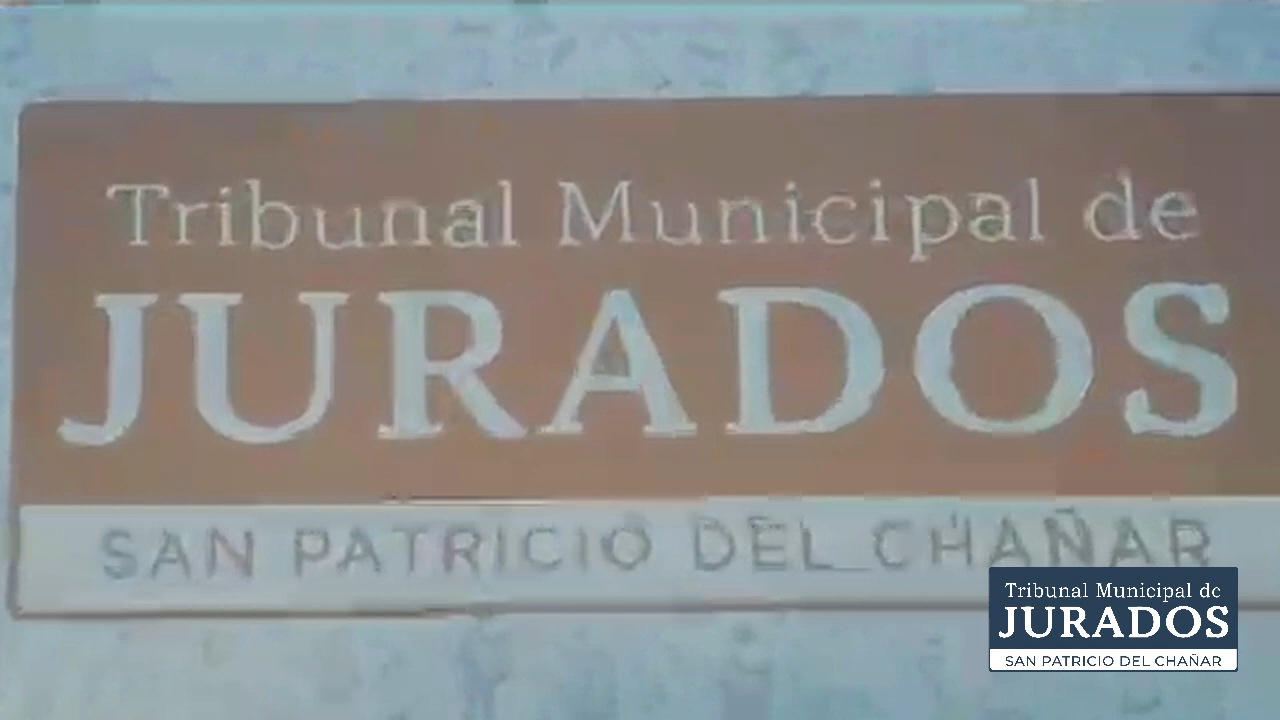 Tribunal Municipal de
JURADOS
SAN PATRICIO DEL CHAÑAR
Tribunal Municipal de
JURADOS
SAN PATRICIO DEL CHAÑAR